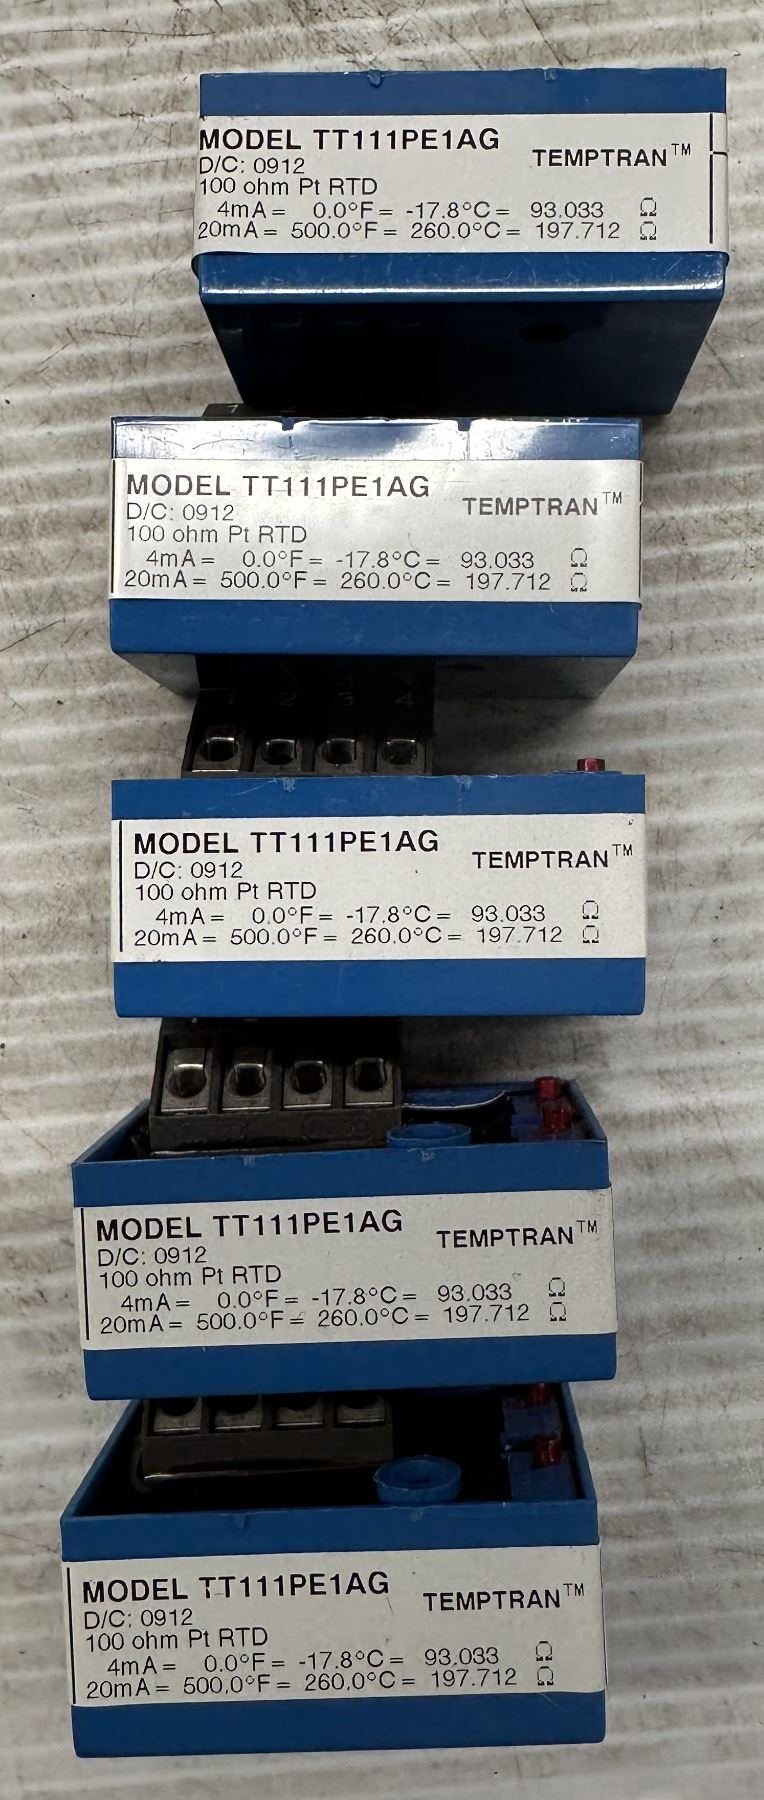 MODEL TT111PE1AG TEMPTRAN™
D/C: 0912
100 ohm Pt RTD
4mA = 0.0°F = -17.8°C = 93.033 Ω
20mA = 500.0°F = 260.0°C = 197.712 Ω
MODEL TT111PE1AG TEMPTRAN™
D/C: 0912
100 ohm Pt RTD
4mA = 0.0°F = -17.8°C = 93.033 Ω
20mA = 500.0°F = 260.0°C = 197.712 Ω
1 2 3 4
MODEL TT111PE1AG TEMPTRAN™
D/C: 0912
100 ohm Pt RTD
4mA = 0.0°F = -17.8°C = 93.033 Ω
20mA = 500.0°F = 260.0°C = 197.712 Ω
MODEL TT111PE1AG TEMPTRAN™
D/C: 0912
100 ohm Pt RTD
4mA = 0.0°F = -17.8°C = 93.033 Ω
20mA = 500.0°F = 260.0°C = 197.712 Ω
MODEL TT111PE1AG TEMPTRAN™
D/C: 0912
100 ohm Pt RTD
4mA = 0.0°F = -17.8°C = 93.033 Ω
20mA = 500.0°F = 260.0°C = 197.712 Ω